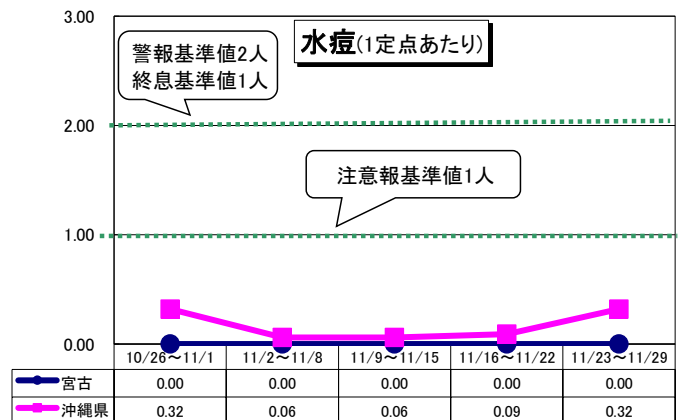 3.00
水痘(1定点あたり)
警報基準値2人
終息基準値1人
2.00
注意報基準値1人
1.00
0.00
10/26～11/1 11/2～11/8 11/9～11/15 11/16～11/22 11/23～11/29
宮古 0.00 0.00 0.00 0.00 0.00
沖縄県 0.32 0.06 0.06 0.09 0.32